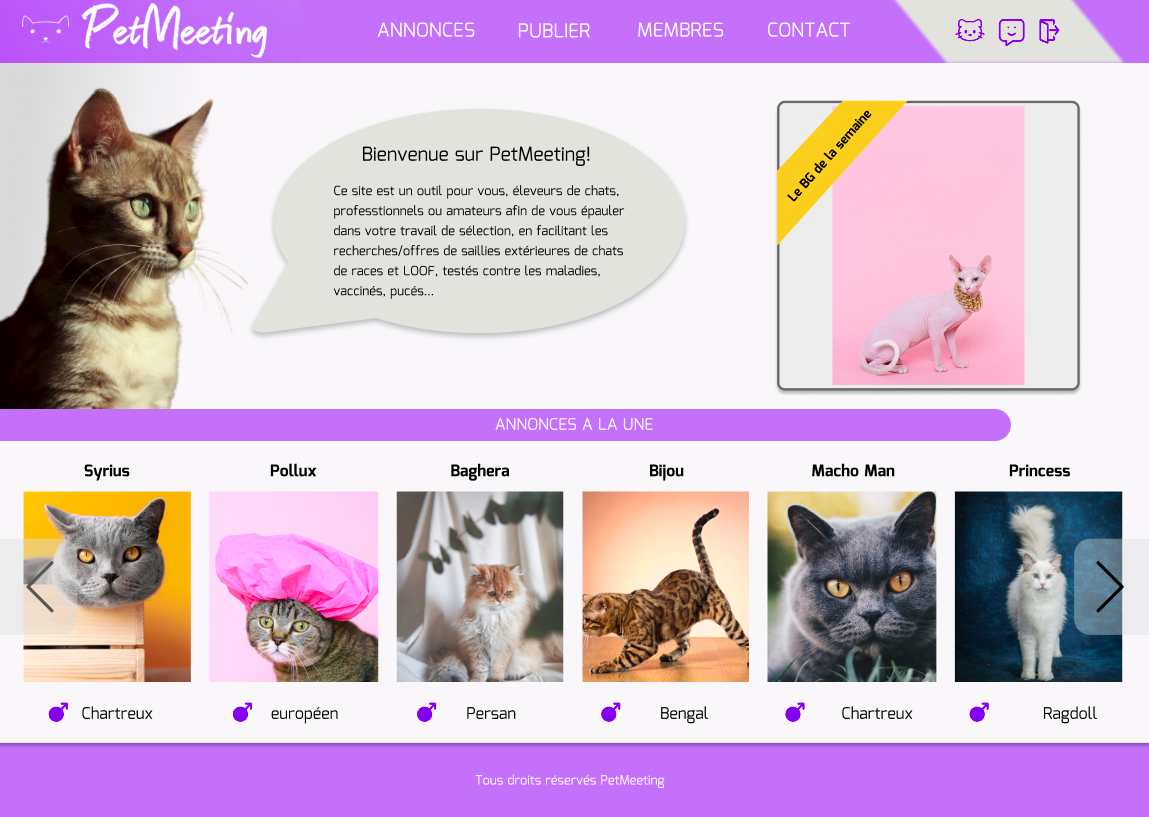 PetMeeting
ANNONCES
PUBLIER
MEMBRES
CONTACT
Bienvenue sur PetMeeting!
Ce site est un outil pour vous, éleveurs de chats,
professtionnels ou amateurs afin de vous épauler
dans votre travail de sélection, en facilitant les
recherches/offres de saillies extérieures de chats
de races et LOOF, testés contre les maladies,
vaccinés, pucés...
Le BG de la semaine
ANNONCES A LA UNE
Syrius
Pollux
Baghera
Bijou
Macho Man
Princess
Chartreux
européen
Persan
Bengal
Chartreux
Ragdoll
Tous droits réservés PetMeeting